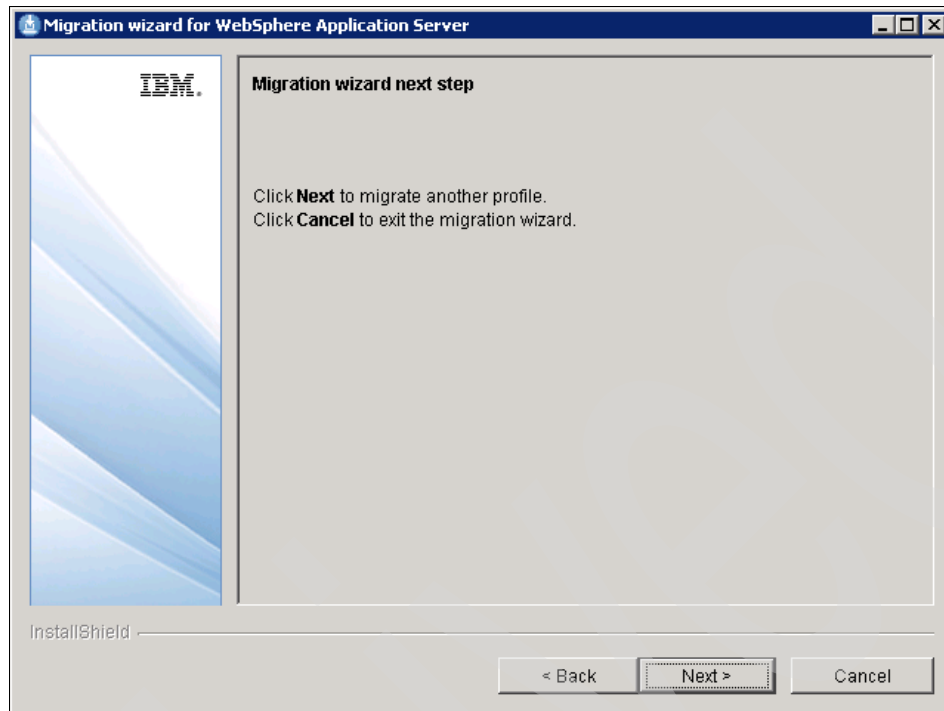 Migration wizard for WebSphere Application Server
IBM.
Migration wizard next step
Click Next to migrate another profile.
Click Cancel to exit the migration wizard.
InstallShield
< Back
Next >
Cancel